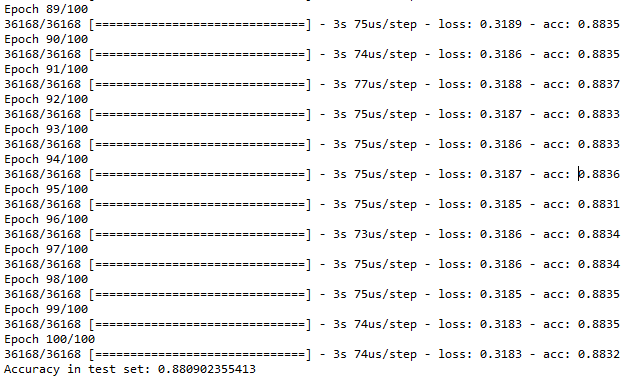 Epoch 89/100
36168/36168 [==============================] - 3s 75us/step - loss: 0.3189 - acc: 0.8835
Epoch 90/100
36168/36168 [==============================] - 3s 74us/step - loss: 0.3186 - acc: 0.8835
Epoch 91/100
36168/36168 [==============================] - 3s 77us/step - loss: 0.3188 - acc: 0.8837
Epoch 92/100
36168/36168 [==============================] - 3s 75us/step - loss: 0.3187 - acc: 0.8833
Epoch 93/100
36168/36168 [==============================] - 3s 75us/step - loss: 0.3186 - acc: 0.8833
Epoch 94/100
36168/36168 [==============================] - 3s 75us/step - loss: 0.3187 - acc: 0.8836
Epoch 95/100
36168/36168 [==============================] - 3s 75us/step - loss: 0.3185 - acc: 0.8831
Epoch 96/100
36168/36168 [==============================] - 3s 73us/step - loss: 0.3186 - acc: 0.8834
Epoch 97/100
36168/36168 [==============================] - 3s 75us/step - loss: 0.3186 - acc: 0.8834
Epoch 98/100
36168/36168 [==============================] - 3s 75us/step - loss: 0.3185 - acc: 0.8835
Epoch 99/100
36168/36168 [==============================] - 3s 74us/step - loss: 0.3183 - acc: 0.8835
Epoch 100/100
36168/36168 [==============================] - 3s 74us/step - loss: 0.3183 - acc: 0.8832
Accuracy in test set: 0.880902355413